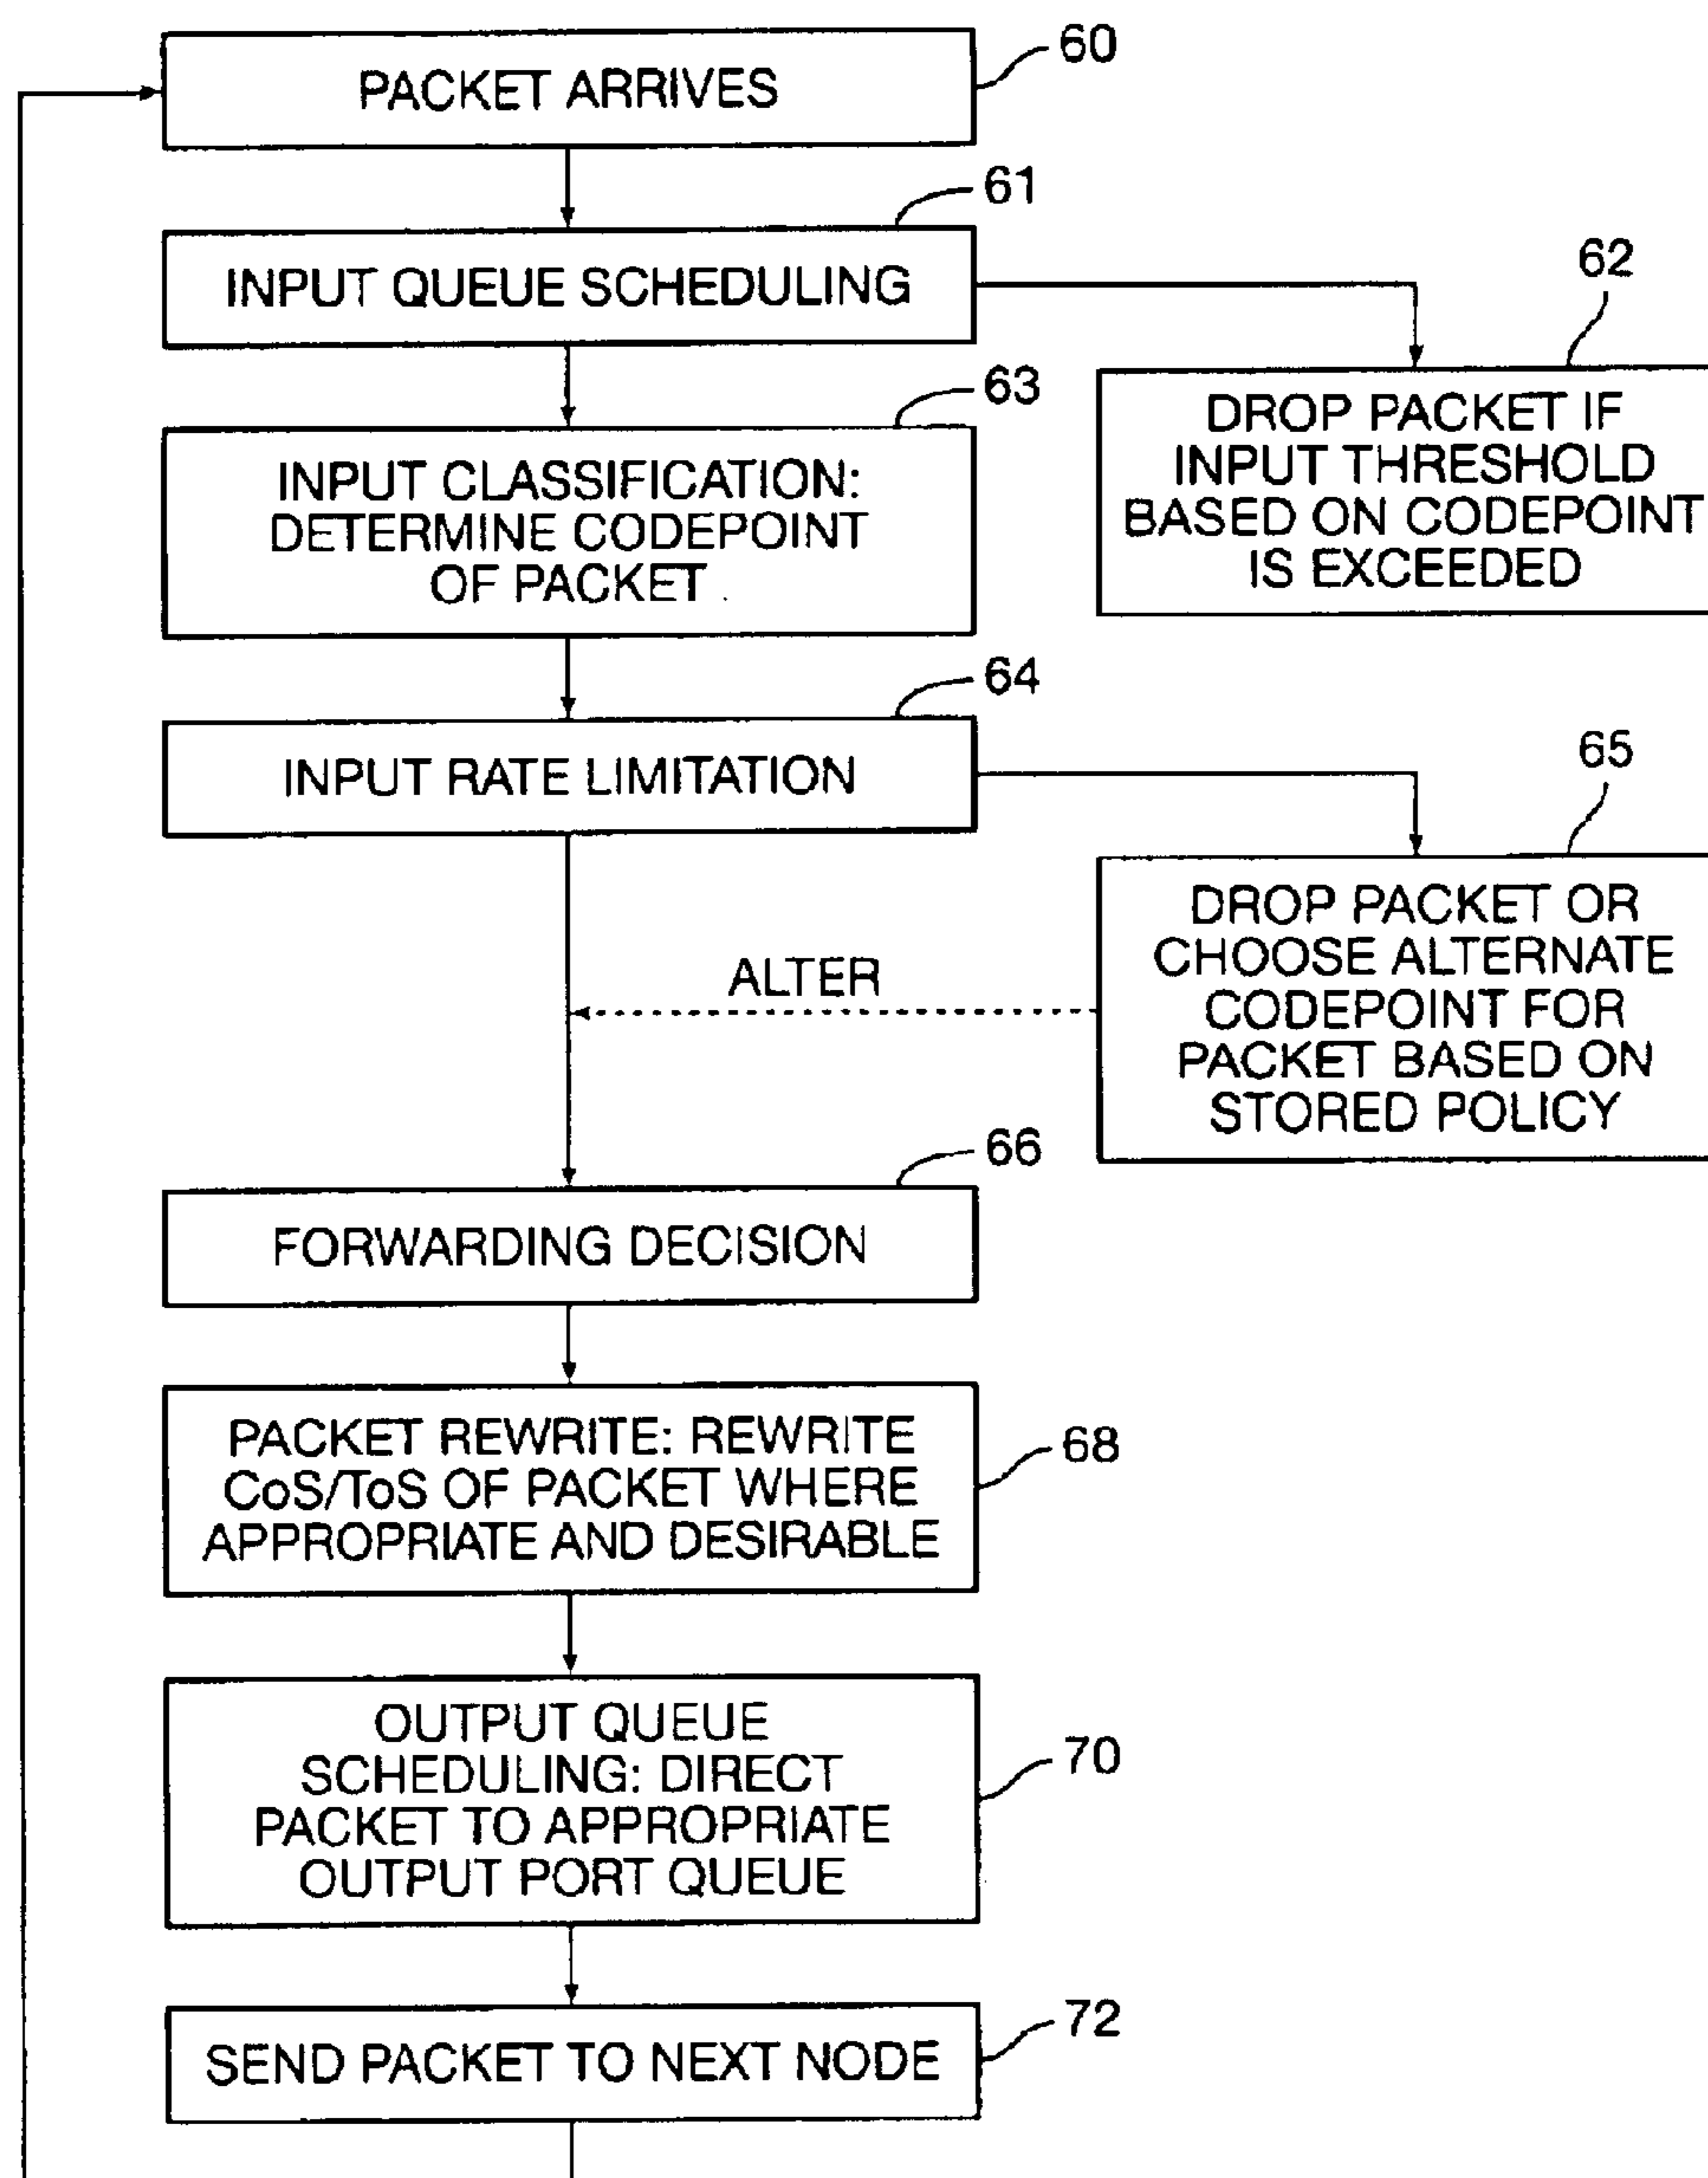 PACKET ARRIVES
60
61
INPUT QUEUE SCHEDULING
62
DROP PACKET IF
INPUT THRESHOLD
BASED ON CODEPOINT
IS EXCEEDED
63
INPUT CLASSIFICATION:
DETERMINE CODEPOINT
OF PACKET
64
INPUT RATE LIMITATION
65
DROP PACKET OR
CHOOSE ALTERNATE
CODEPOINT FOR
PACKET BASED ON
STORED POLICY
ALTER
66
FORWARDING DECISION
PACKET REWRITE: REWRITE
CoS/ToS OF PACKET WHERE
APPROPRIATE AND DESIRABLE
68
OUTPUT QUEUE
SCHEDULING: DIRECT
PACKET TO APPROPRIATE
OUTPUT PORT QUEUE
70
SEND PACKET TO NEXT NODE
72